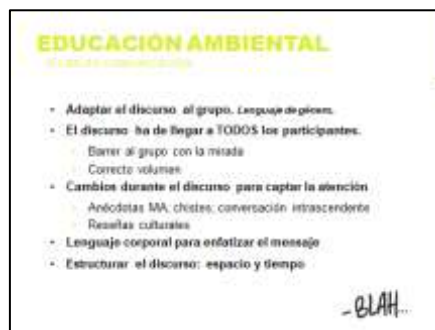 EDUCACIÓN AMBIENTAL
• Adaptar el discurso al grupo. Lenguaje de género.
• El discurso ha de llegar a TODOS los participantes.
Barrer al grupo con la mirada
Correcto volumen
• Cambios durante el discurso para captar la atención
Anécdotas MA; chistes; conversación intrascendente
Reseñas culturales
• Lenguaje corporal para enfatizar el mensaje
• Estructurar el discurso: espacio y tiempo
-BLAH...